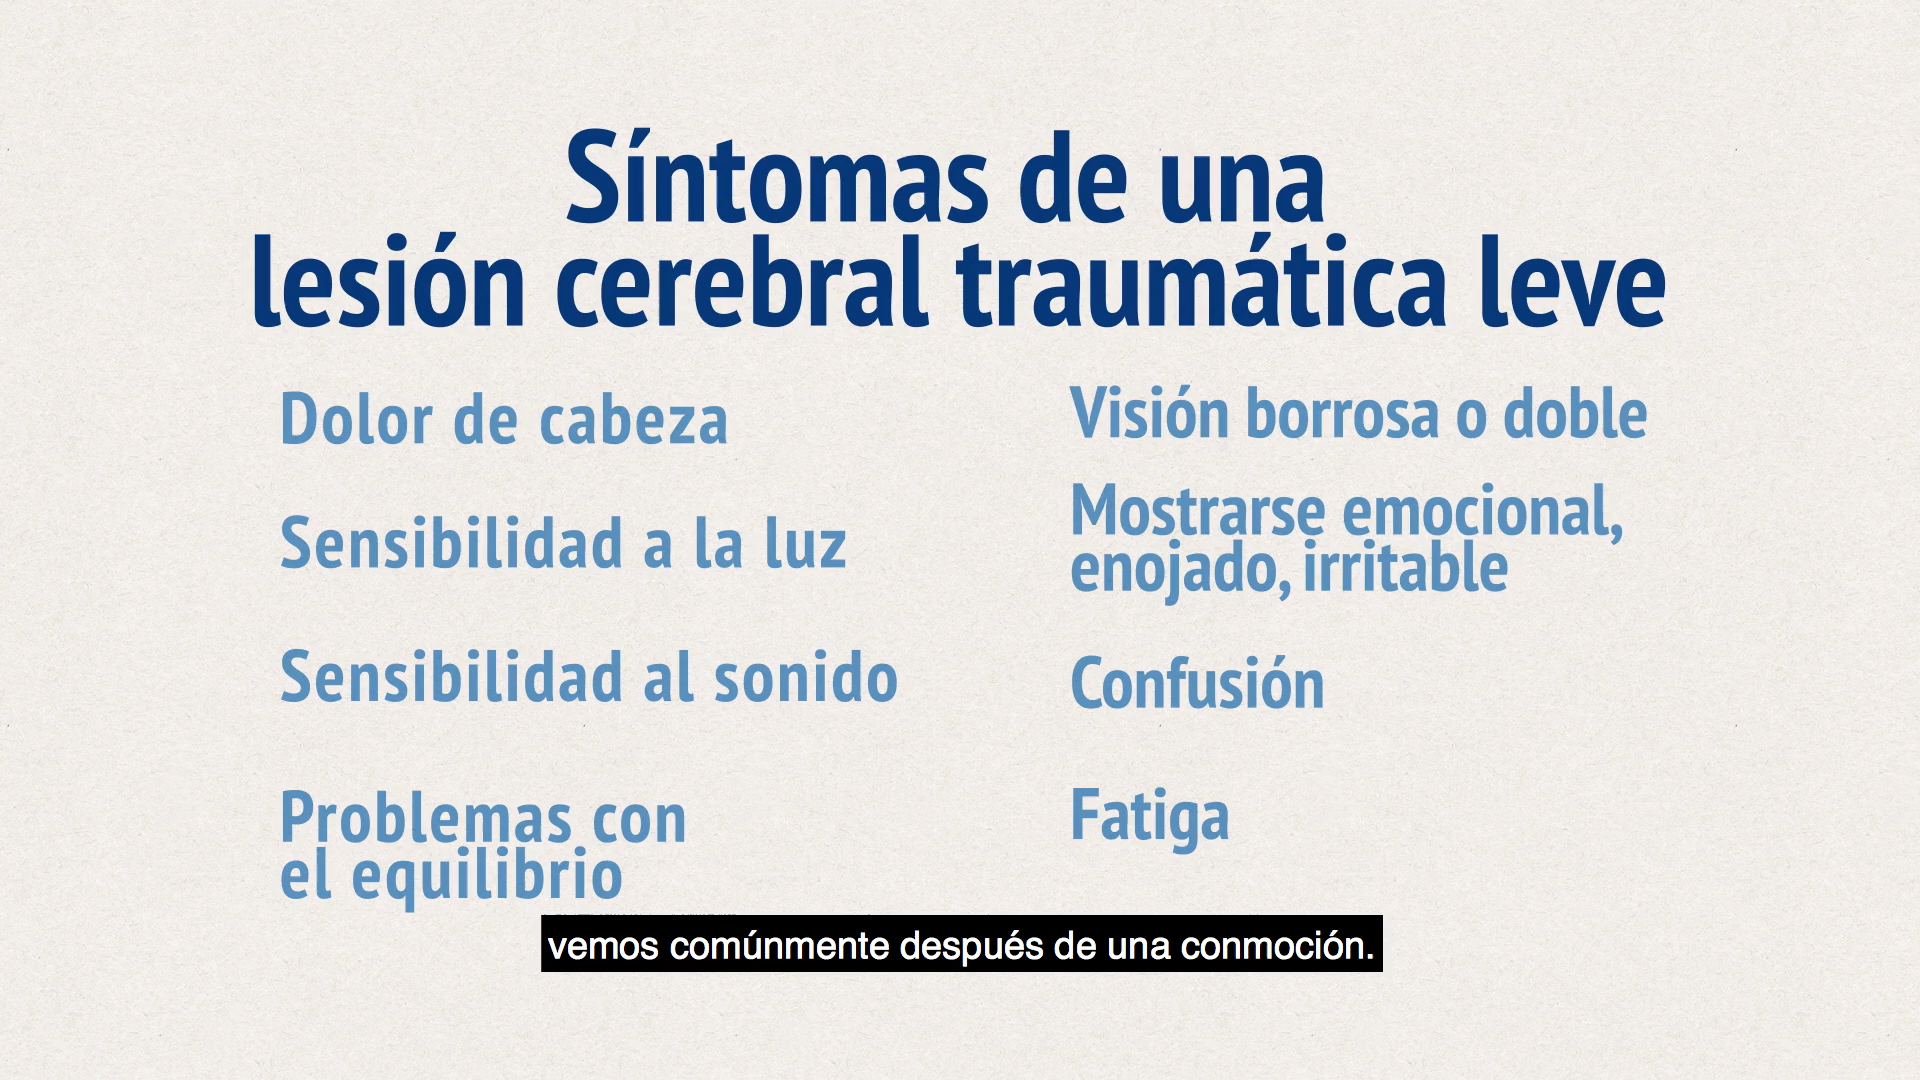 Síntomas de una
lesión cerebral traumática leve
Dolor de cabeza
Sensibilidad a la luz
Sensibilidad al sonido
Problemas con
el equilibrio
Visión borrosa o doble
Mostrarse emocional,
enojado, irritable
Confusión
Fatiga
vemos comúnmente después de una conmoción.